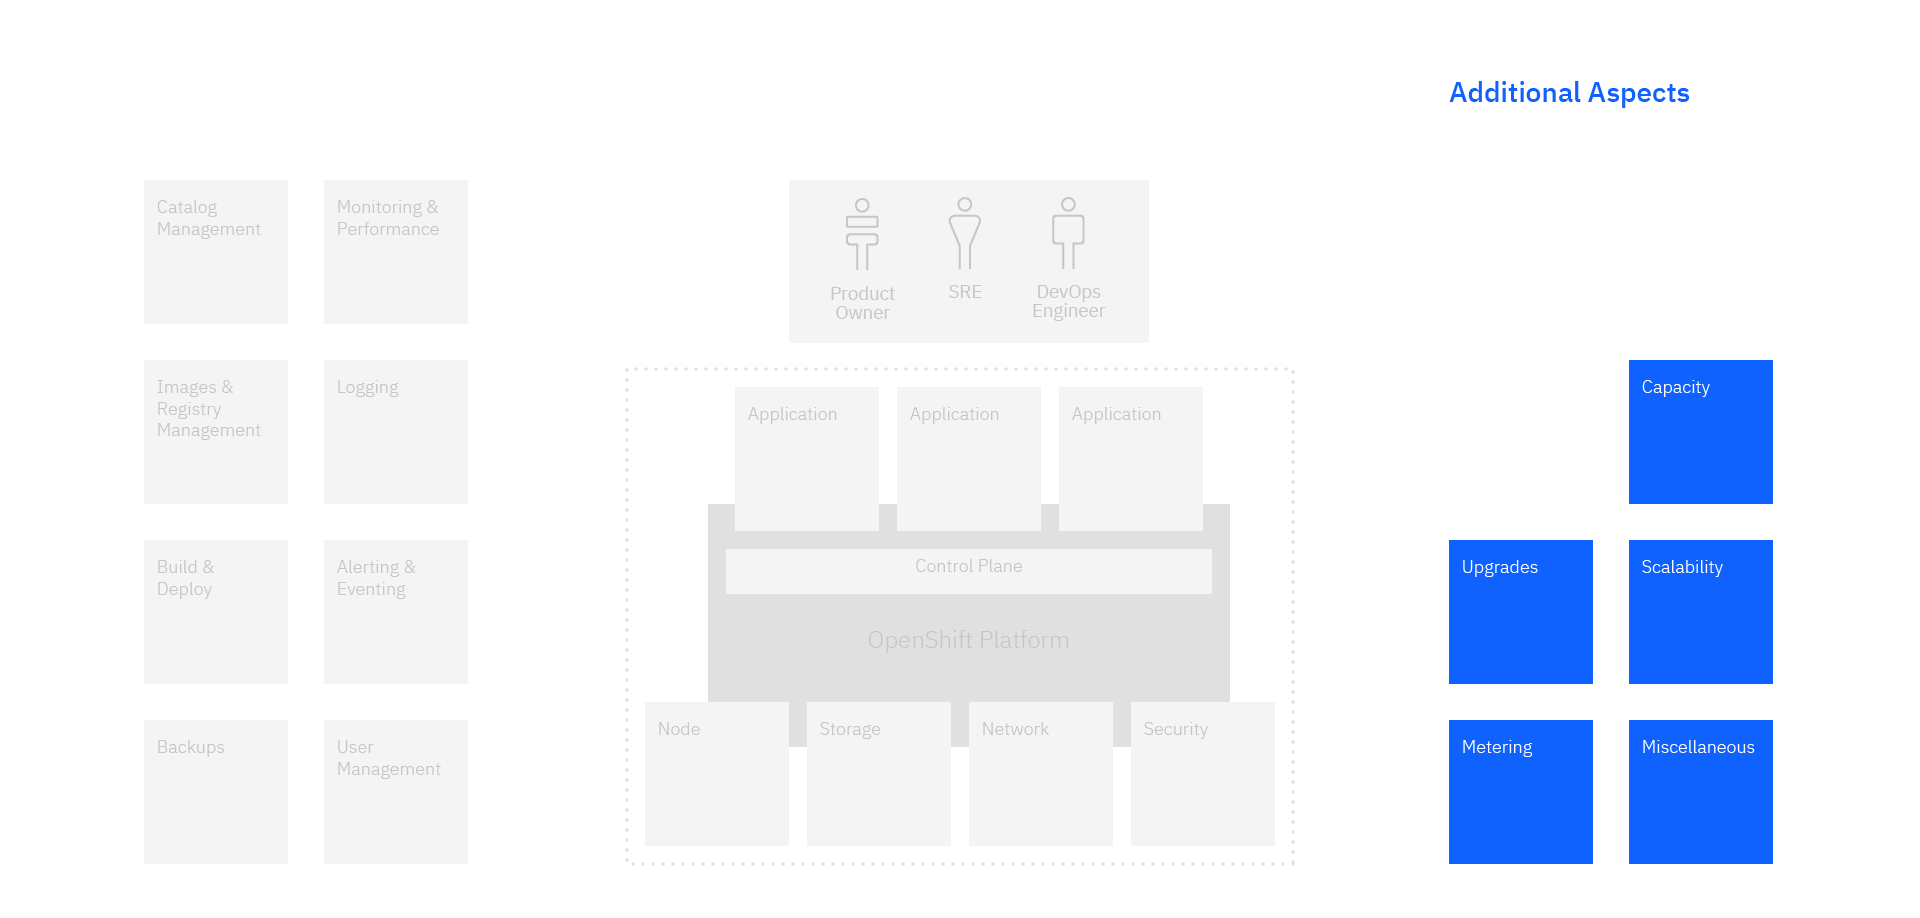 Additional Aspects
Catalog
Management
Monitoring &
Performance
Images &
Registry
Management
Logging
Build &
Deploy
Alerting &
Eventing
Backups
User
Management
Product
Owner
SRE
DevOps
Engineer
Application
Application
Application
Control Plane
OpenShift Platform
Node
Storage
Network
Security
Capacity
Upgrades
Scalability
Metering
Miscellaneous